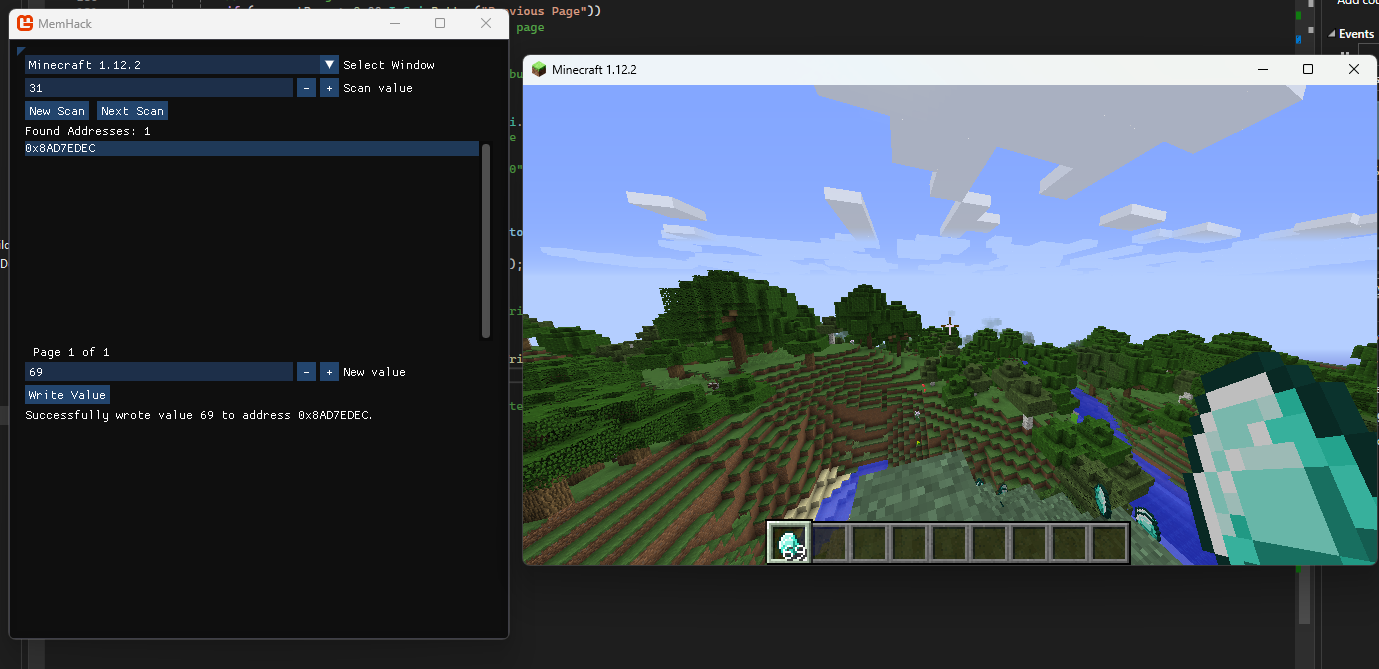 MemHack
Minecraft 1.12.2
Select Window
31
-
+
Scan value
New Scan
Next Scan
Found Addresses: 1
0x8AD7EDEC
Page 1 of 1
69
-
+
New value
Write Value
Successfully wrote value 69 to address 0x8AD7EDEC.
vious Page"))
page
Minecraft 1.12.2
69
Events